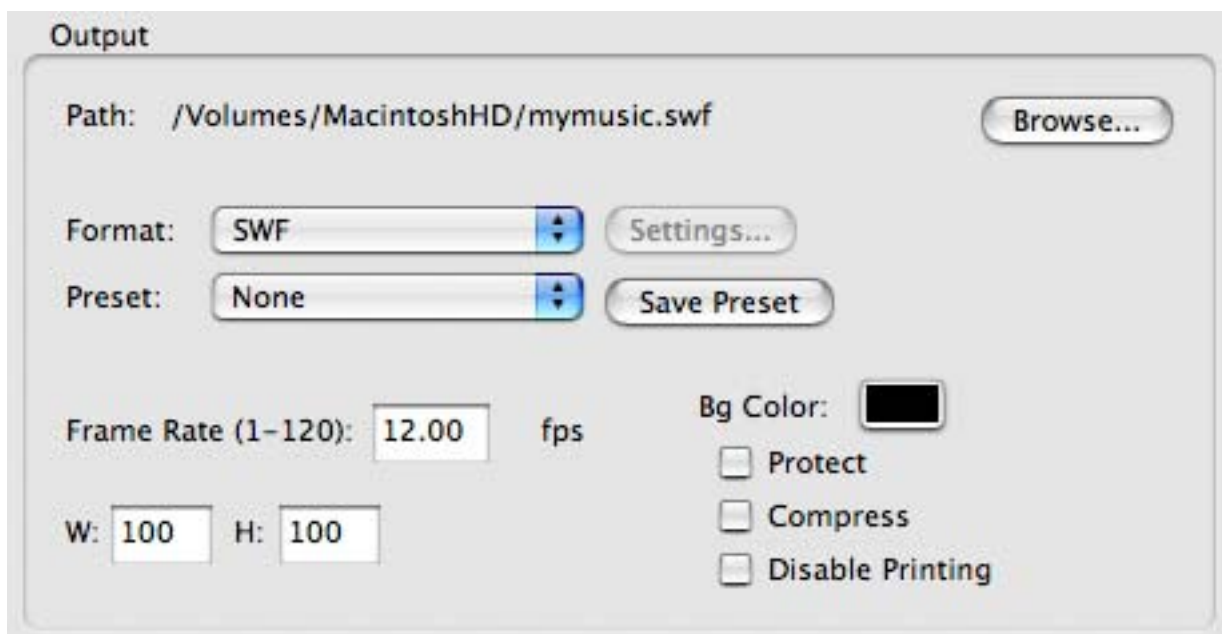 Output
Path: /Volumes/MacintoshHD/mymusic.swf Browse...
Format: SWF Settings...
Preset: None Save Preset
Frame Rate (1-120): 12.00 fps
Bg Color:
Protect
W: 100 H: 100
Compress
Disable Printing